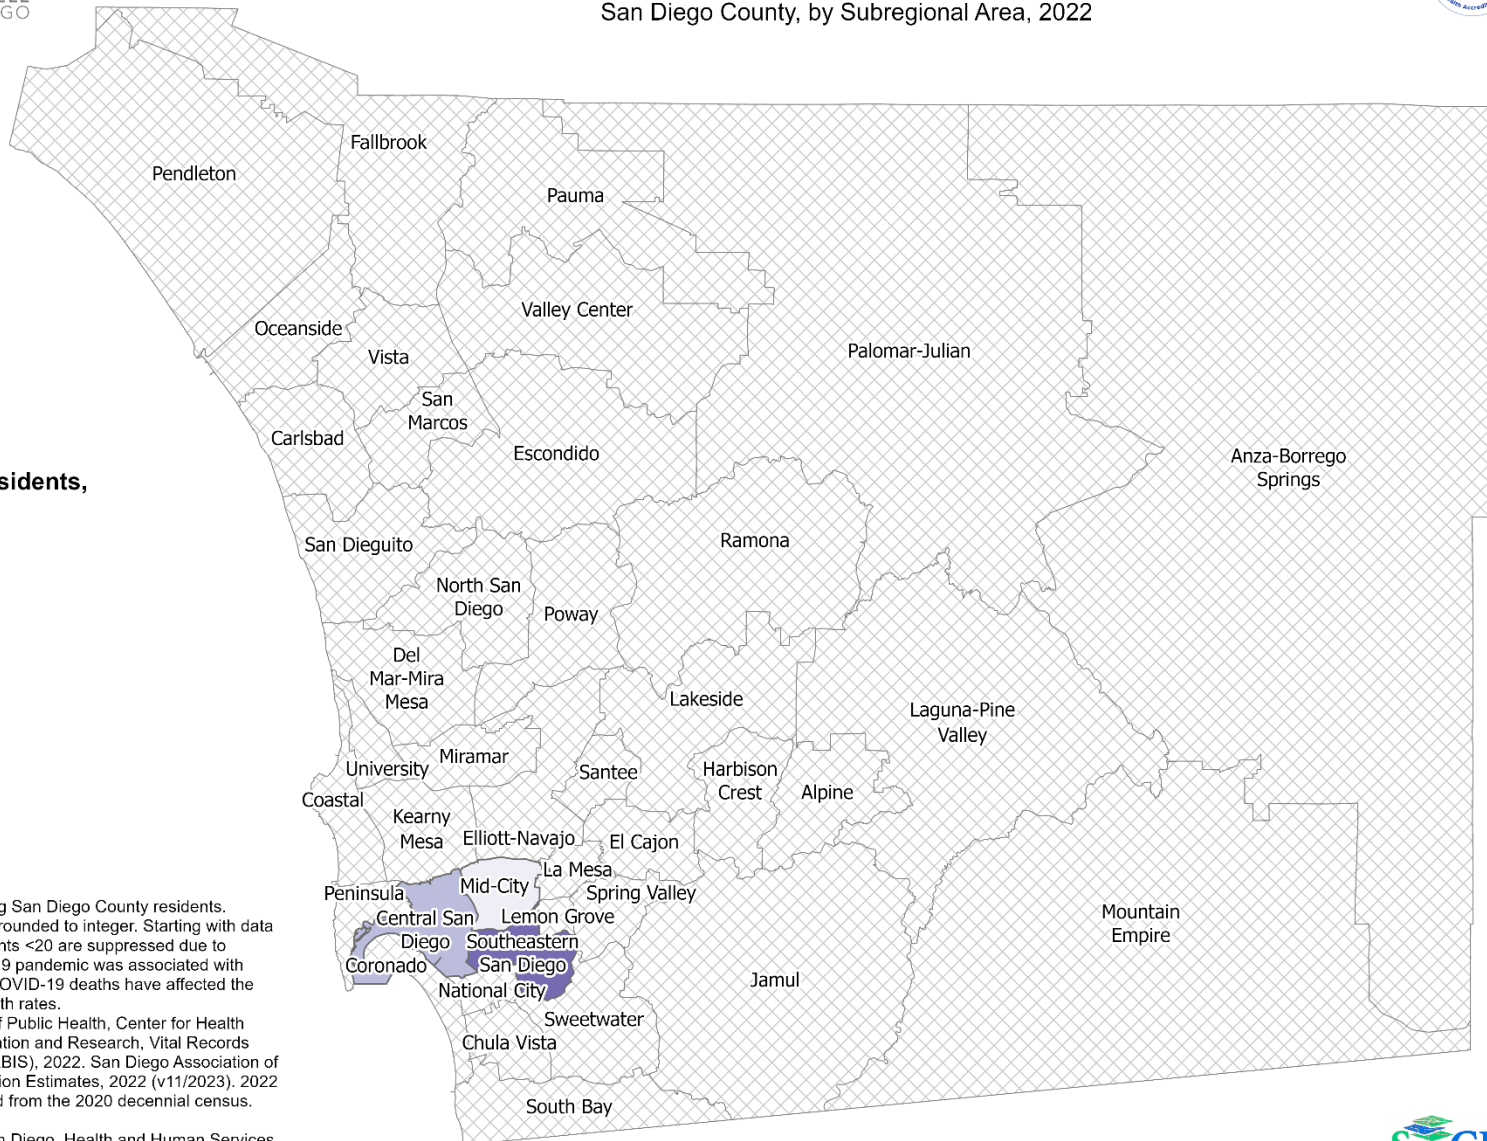 GO
San Diego County, by Subregional Area, 2022
Fallbrook
Pendleton
Pauma
Valley Center
Oceanside
Vista
Palomar-Julian
San
Marcos
Carlsbad
Escondido
Anza-Borrego
Springs
sidents,
San Dieguito
Ramona
North San
Diego
Poway
Del
Mar-Mira
Mesa
Lakeside
Laguna-Pine
Valley
Miramar
University
Santee
Harbison
Crest
Alpine
Coastal
Kearny
Mesa
Elliott-Navajo
El Cajon
La Mesa
Mid-City
Peninsula
Spring Valley
Central San
Diego
Lemon Grove
Southeastern
San Diego
Coronado
National City
Mountain
Empire
Jamul
Sweetwater
Chula Vista
South Bay
g San Diego County residents.
rounded to integer. Starting with data
nts <20 are suppressed due to
9 pandemic was associated with
OVID-19 deaths have affected the
th rates.
f Public Health, Center for Health
ation and Research, Vital Records
BIS), 2022. San Diego Association of
ion Estimates, 2022 (v11/2023). 2022
d from the 2020 decennial census.
n Diego, Health and Human Services